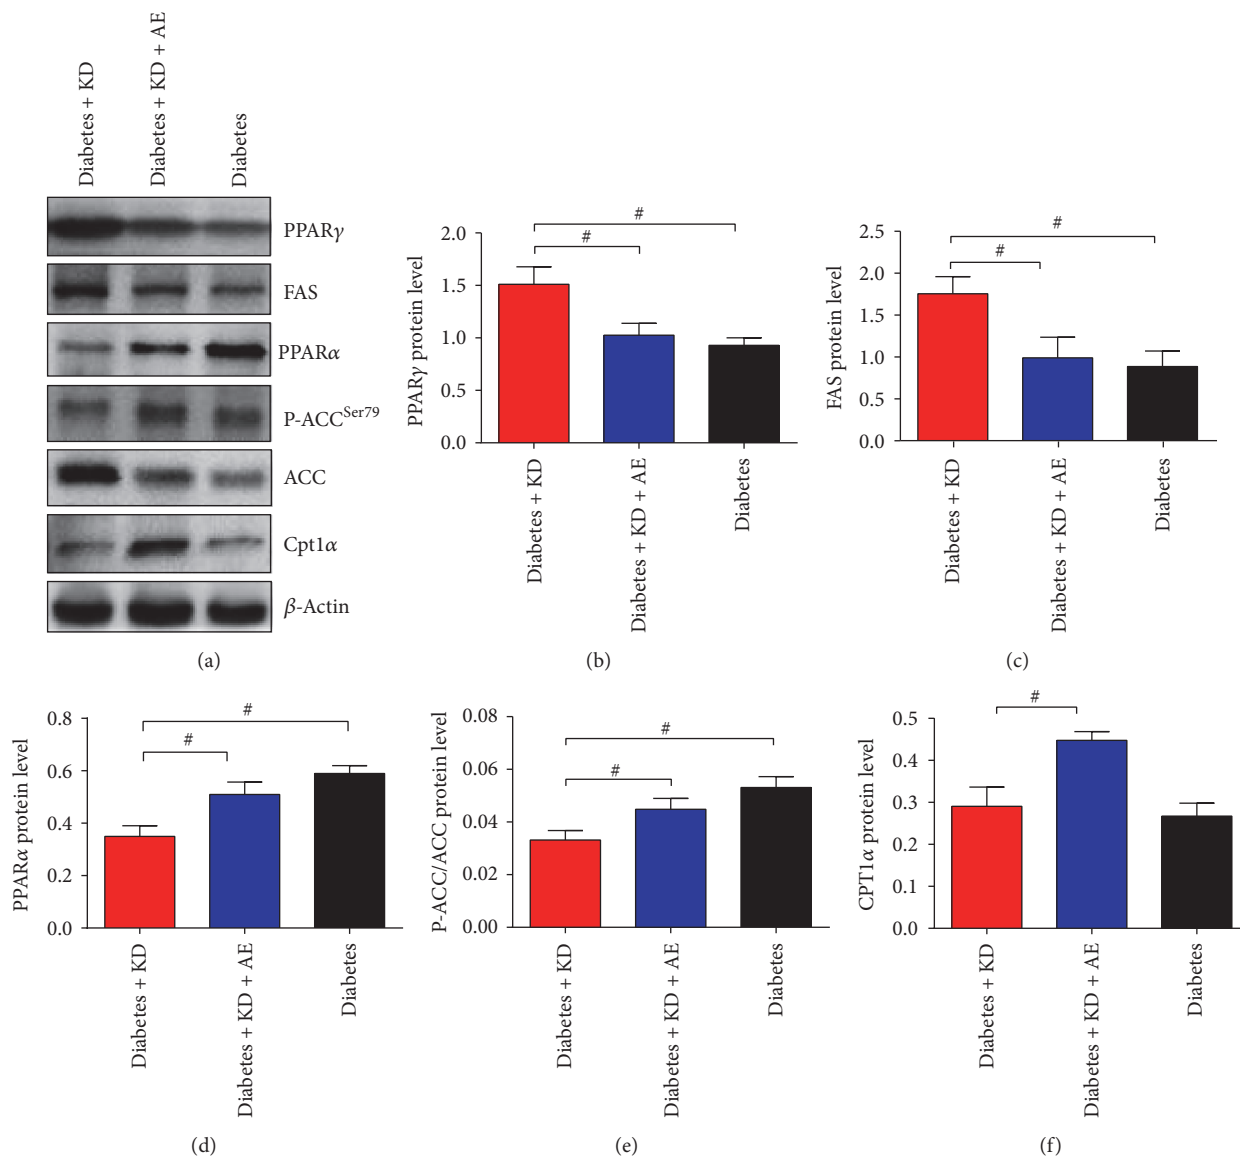 Diabetes + KD
Diabetes + KD + AE
Diabetes
PPARγ
FAS
PPARα
P-ACC^Ser79
ACC
Cpt1α
β-Actin
(a)
PPARγ protein level
2.0
1.5
1.0
0.5
0.0
#
#
Diabetes + KD
Diabetes + KD + AE
Diabetes
(b)
FAS protein level
2.5
2.0
1.5
1.0
0.5
0.0
#
#
Diabetes + KD
Diabetes + KD + AE
Diabetes
(c)
PPARα protein level
0.8
0.6
0.4
0.2
0.0
#
#
Diabetes + KD
Diabetes + KD + AE
Diabetes
(d)
P-ACC/ACC protein level
0.08
0.06
0.04
0.02
0.00
#
#
Diabetes + KD
Diabetes + KD + AE
Diabetes
(e)
CPT1α protein level
0.5
0.4
0.3
0.2
0.1
0.0
#
Diabetes + KD
Diabetes + KD + AE
Diabetes
(f)